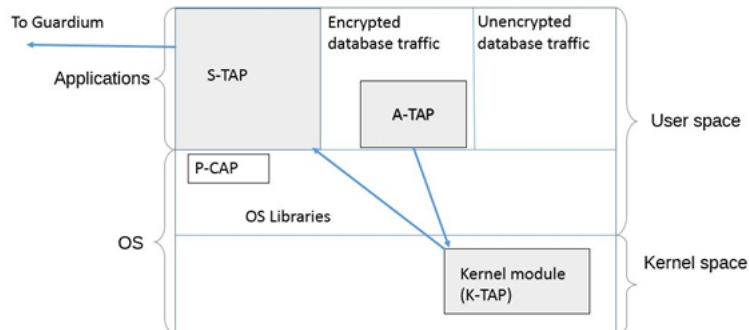 To Guardium
Applications
S-TAP
Encrypted
database traffic
Unencrypted
database traffic
A-TAP
User space
P-CAP
OS Libraries
OS
Kernel module
(K-TAP)
Kernel space